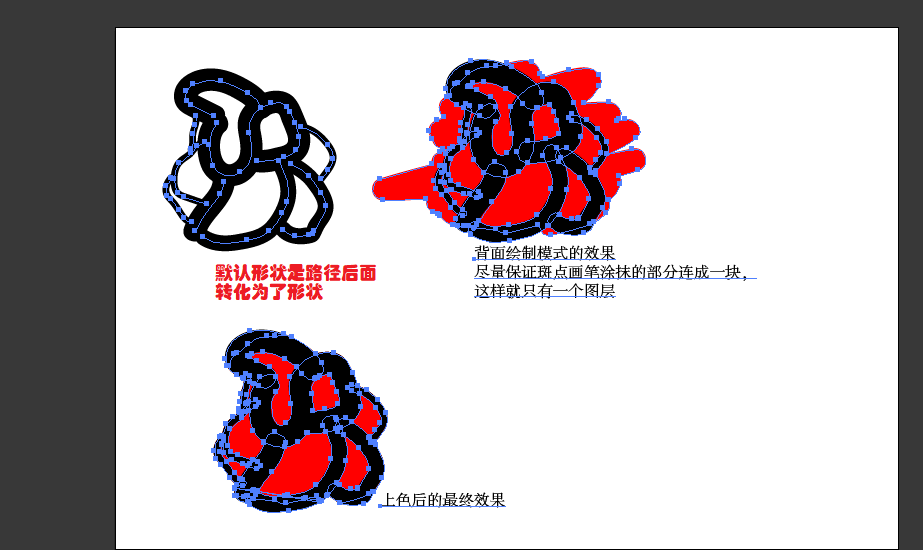 默认形状是路径后面
转化为了形状
背面绘制模式的效果
尽量保证斑点画笔涂抹的部分连成一块，
这样就只有一个图层
上色后的最终效果